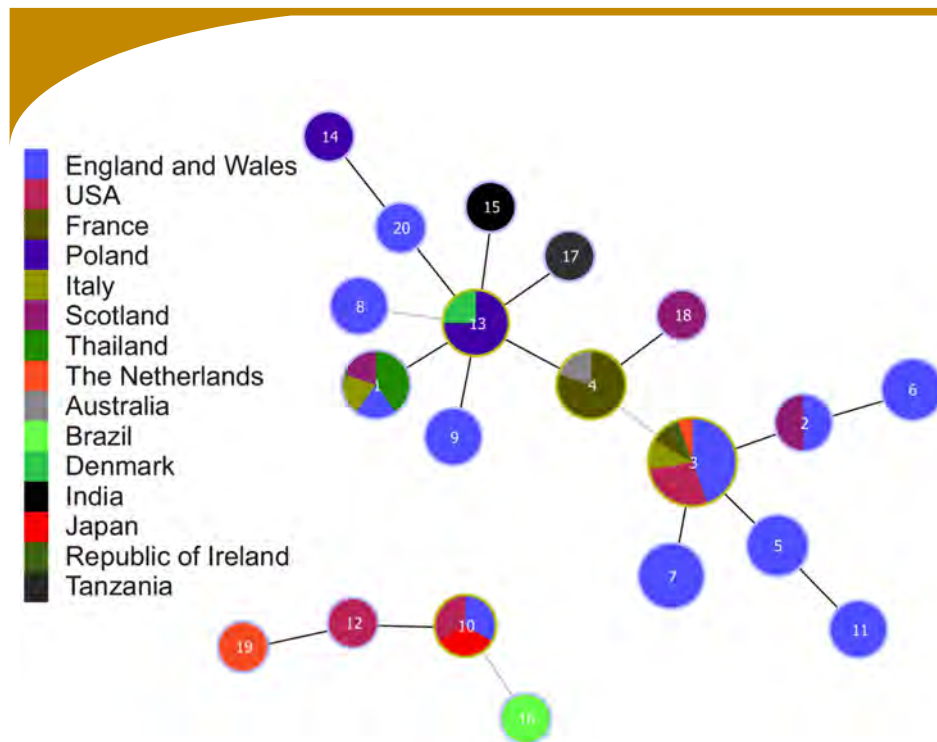 England and Wales
USA
France
Poland
Italy
Scotland
Thailand
The Netherlands
Australia
Brazil
Denmark
India
Japan
Republic of Ireland
Tanzania
14
15
20
17
8
13
18
1
4
6
9
2
3
5
7
12
10
11
19
16